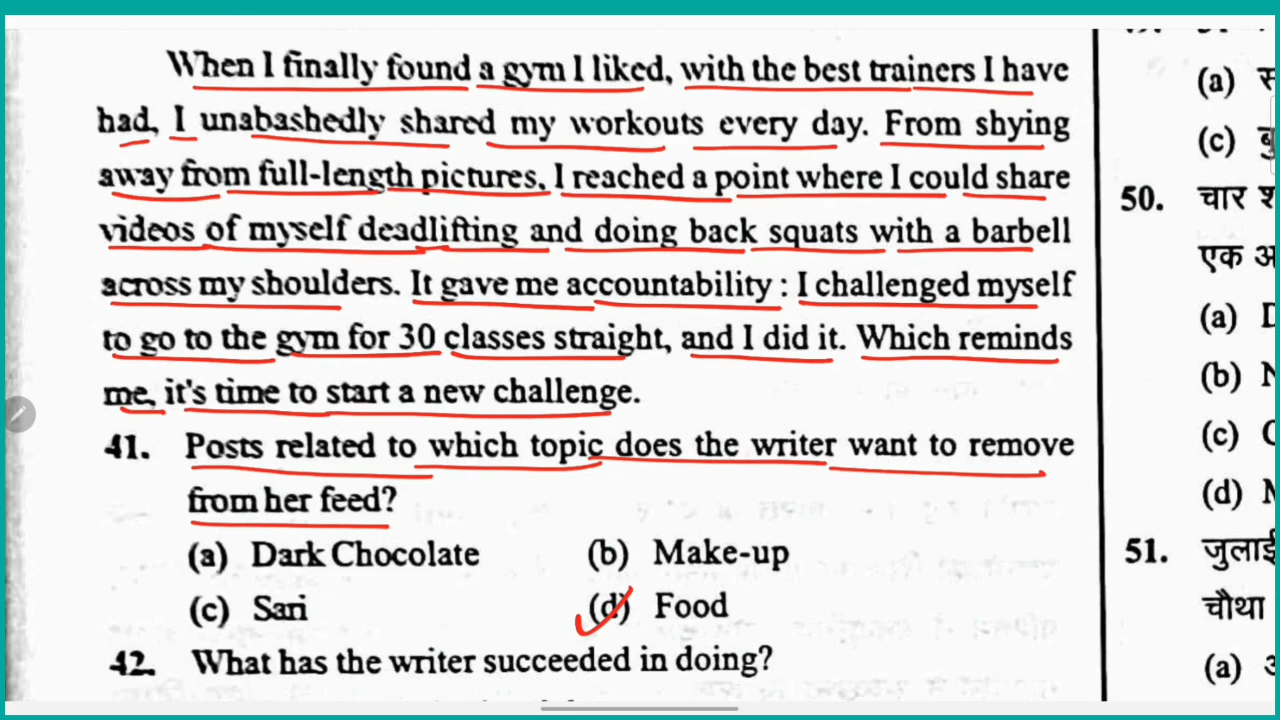 When I finally found a gym I liked, with the best trainers I have
had, I unabashedly shared my workouts every day. From shying
away from full-length pictures, I reached a point where I could share
videos of myself deadlifting and doing back squats with a barbell
across my shoulders. It gave me accountability : I challenged myself
to go to the gym for 30 classes straight, and I did it. Which reminds
me, it's time to start a new challenge.
41. Posts related to which topic does the writer want to remove
from her feed?
(a) Dark Chocolate (b) Make-up
(c) Sari (d) Food
42. What has the writer succeeded in doing?
(a)
(c)
50. चार
एक
(a)
(b)
(c)
(d)
51. जुलाई
चौथा
(a)